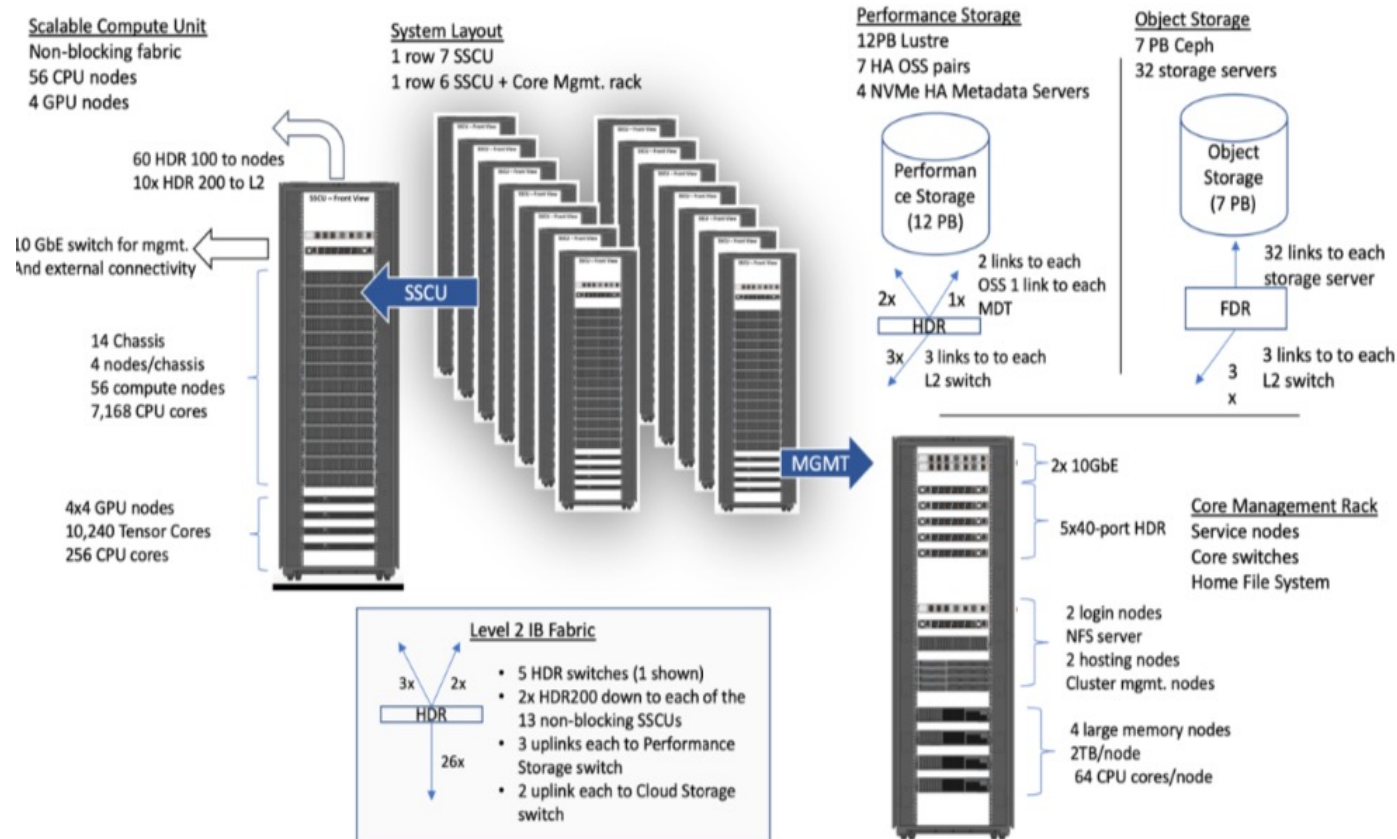 Scalable Compute Unit
Non-blocking fabric
56 CPU nodes
4 GPU nodes
60 HDR 100 to nodes
10x HDR 200 to L2
SSCU – Front View
10 GbE switch for mgmt.
And external connectivity
14 Chassis
4 nodes/chassis
56 compute nodes
7,168 CPU cores
4x4 GPU nodes
10,240 Tensor Cores
256 CPU cores
System Layout
1 row 7 SSCU
1 row 6 SSCU + Core Mgmt. rack
SSCU
MGMT
Performance Storage
12PB Lustre
7 HA OSS pairs
4 NVMe HA Metadata Servers
Performan
ce Storage
(12 PB)
2 links to each
OSS 1 link to each
MDT
2x
1x
HDR
3x
3 links to to each
L2 switch
Object Storage
7 PB Ceph
32 storage servers
Object
Storage
(7 PB)
32 links to each
storage server
FDR
3 links to to each
L2 switch
3
x
2x 10GbE
5x40-port HDR
Core Management Rack
Service nodes
Core switches
Home File System
2 login nodes
NFS server
2 hosting nodes
Cluster mgmt. nodes
4 large memory nodes
2TB/node
64 CPU cores/node
Level 2 IB Fabric
3x
2x
HDR
26x
• 5 HDR switches (1 shown)
• 2x HDR200 down to each of the
13 non-blocking SSCUs
• 3 uplinks each to Performance
Storage switch
• 2 uplink each to Cloud Storage
switch